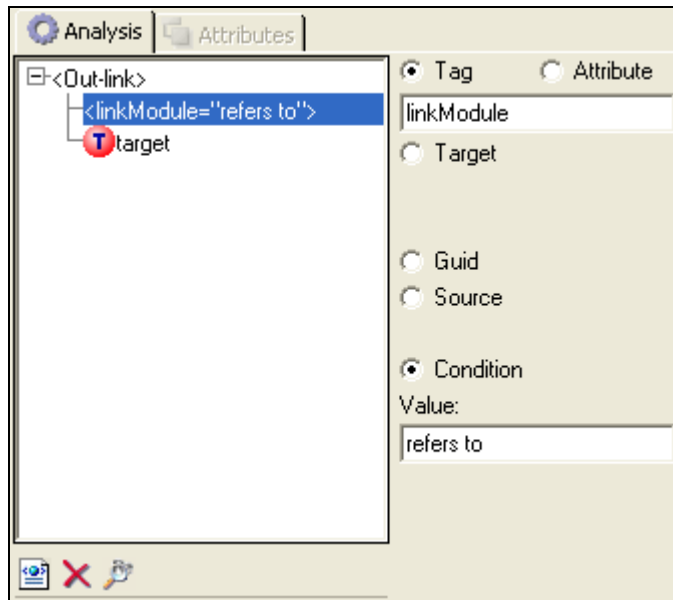 Analysis Attributes
<Out-link>
<linkModule="refers to">
T target
Tag Attribute
linkModule
Target
Guid
Source
Condition
Value:
refers to